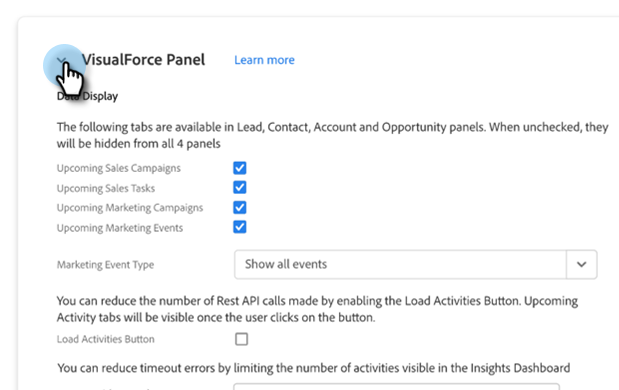 VisualForce Panel Learn more
Data Display
The following tabs are available in Lead, Contact, Account and Opportunity panels. When unchecked, they
will be hidden from all 4 panels
Upcoming Sales Campaigns
Upcoming Sales Tasks
Upcoming Marketing Campaigns
Upcoming Marketing Events
Marketing Event Type Show all events
You can reduce the number of Rest API calls made by enabling the Load Activities Button. Upcoming
Activity tabs will be visible once the user clicks on the button.
Load Activities Button
You can reduce timeout errors by limiting the number of activities visible in the Insights Dashboard